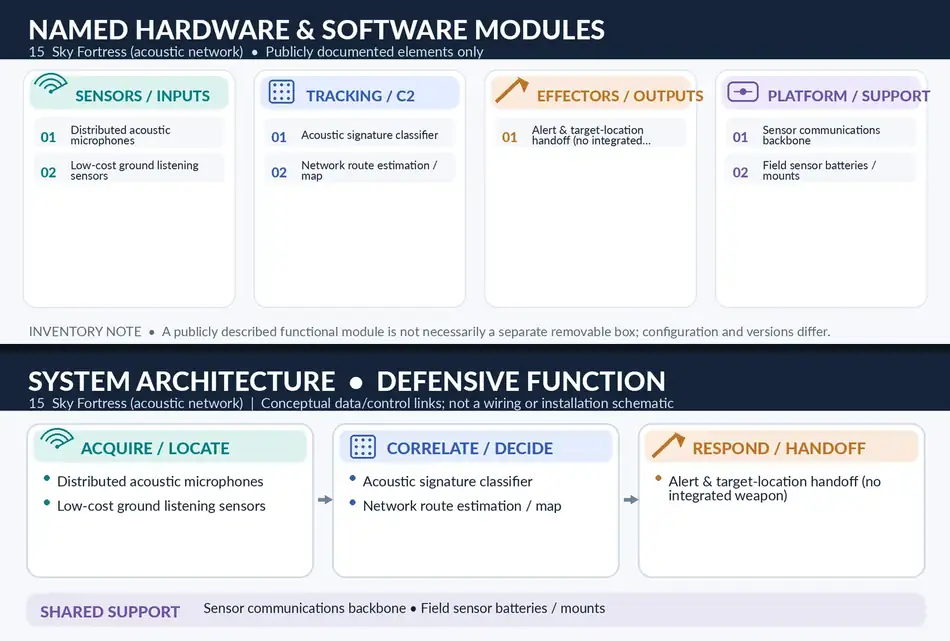 NAMED HARDWARE & SOFTWARE MODULES
15 Sky Fortress (acoustic network) • Publicly documented elements only
SENSORS / INPUTS
01 Distributed acoustic
microphones
02 Low-cost ground listening
sensors
TRACKING / C2
01 Acoustic signature classifier
02 Network route estimation /
map
EFFECTORS / OUTPUTS
01 Alert & target-location
handoff (no integrated...
PLATFORM / SUPPORT
01 Sensor communications
backbone
02 Field sensor batteries /
mounts
INVENTORY NOTE • A publicly described functional module is not necessarily a separate removable box; configuration and versions differ.
SYSTEM ARCHITECTURE • DEFENSIVE FUNCTION
15 Sky Fortress (acoustic network) | Conceptual data/control links; not a wiring or installation schematic
ACQUIRE / LOCATE
• Distributed acoustic microphones
• Low-cost ground listening sensors
CORRELATE / DECIDE
• Acoustic signature classifier
• Network route estimation / map
RESPOND / HANDOFF
• Alert & target-location handoff (no
integrated weapon)
SHARED SUPPORT
Sensor communications backbone • Field sensor batteries / mounts